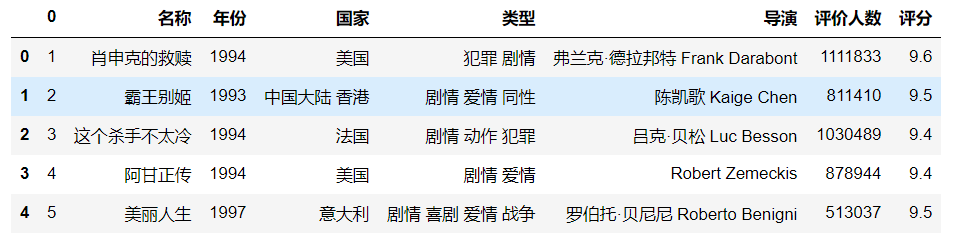 0 名称 年份 国家 类型 导演 评价人数 评分
0 1 肖申克的救赎 1994 美国 犯罪 剧情 弗兰克·德拉邦特 Frank Darabont 1111833 9.6
1 2 霸王别姬 1993 中国大陆 香港 剧情 爱情 同性 陈凯歌 Kaige Chen 811410 9.5
2 3 这个杀手不太冷 1994 法国 剧情 动作 犯罪 吕克·贝松 Luc Besson 1030489 9.4
3 4 阿甘正传 1994 美国 剧情 爱情 Robert Zemeckis 878944 9.4
4 5 美丽人生 1997 意大利 剧情 喜剧 爱情 战争 罗伯托·贝尼尼 Roberto Benigni 513037 9.5